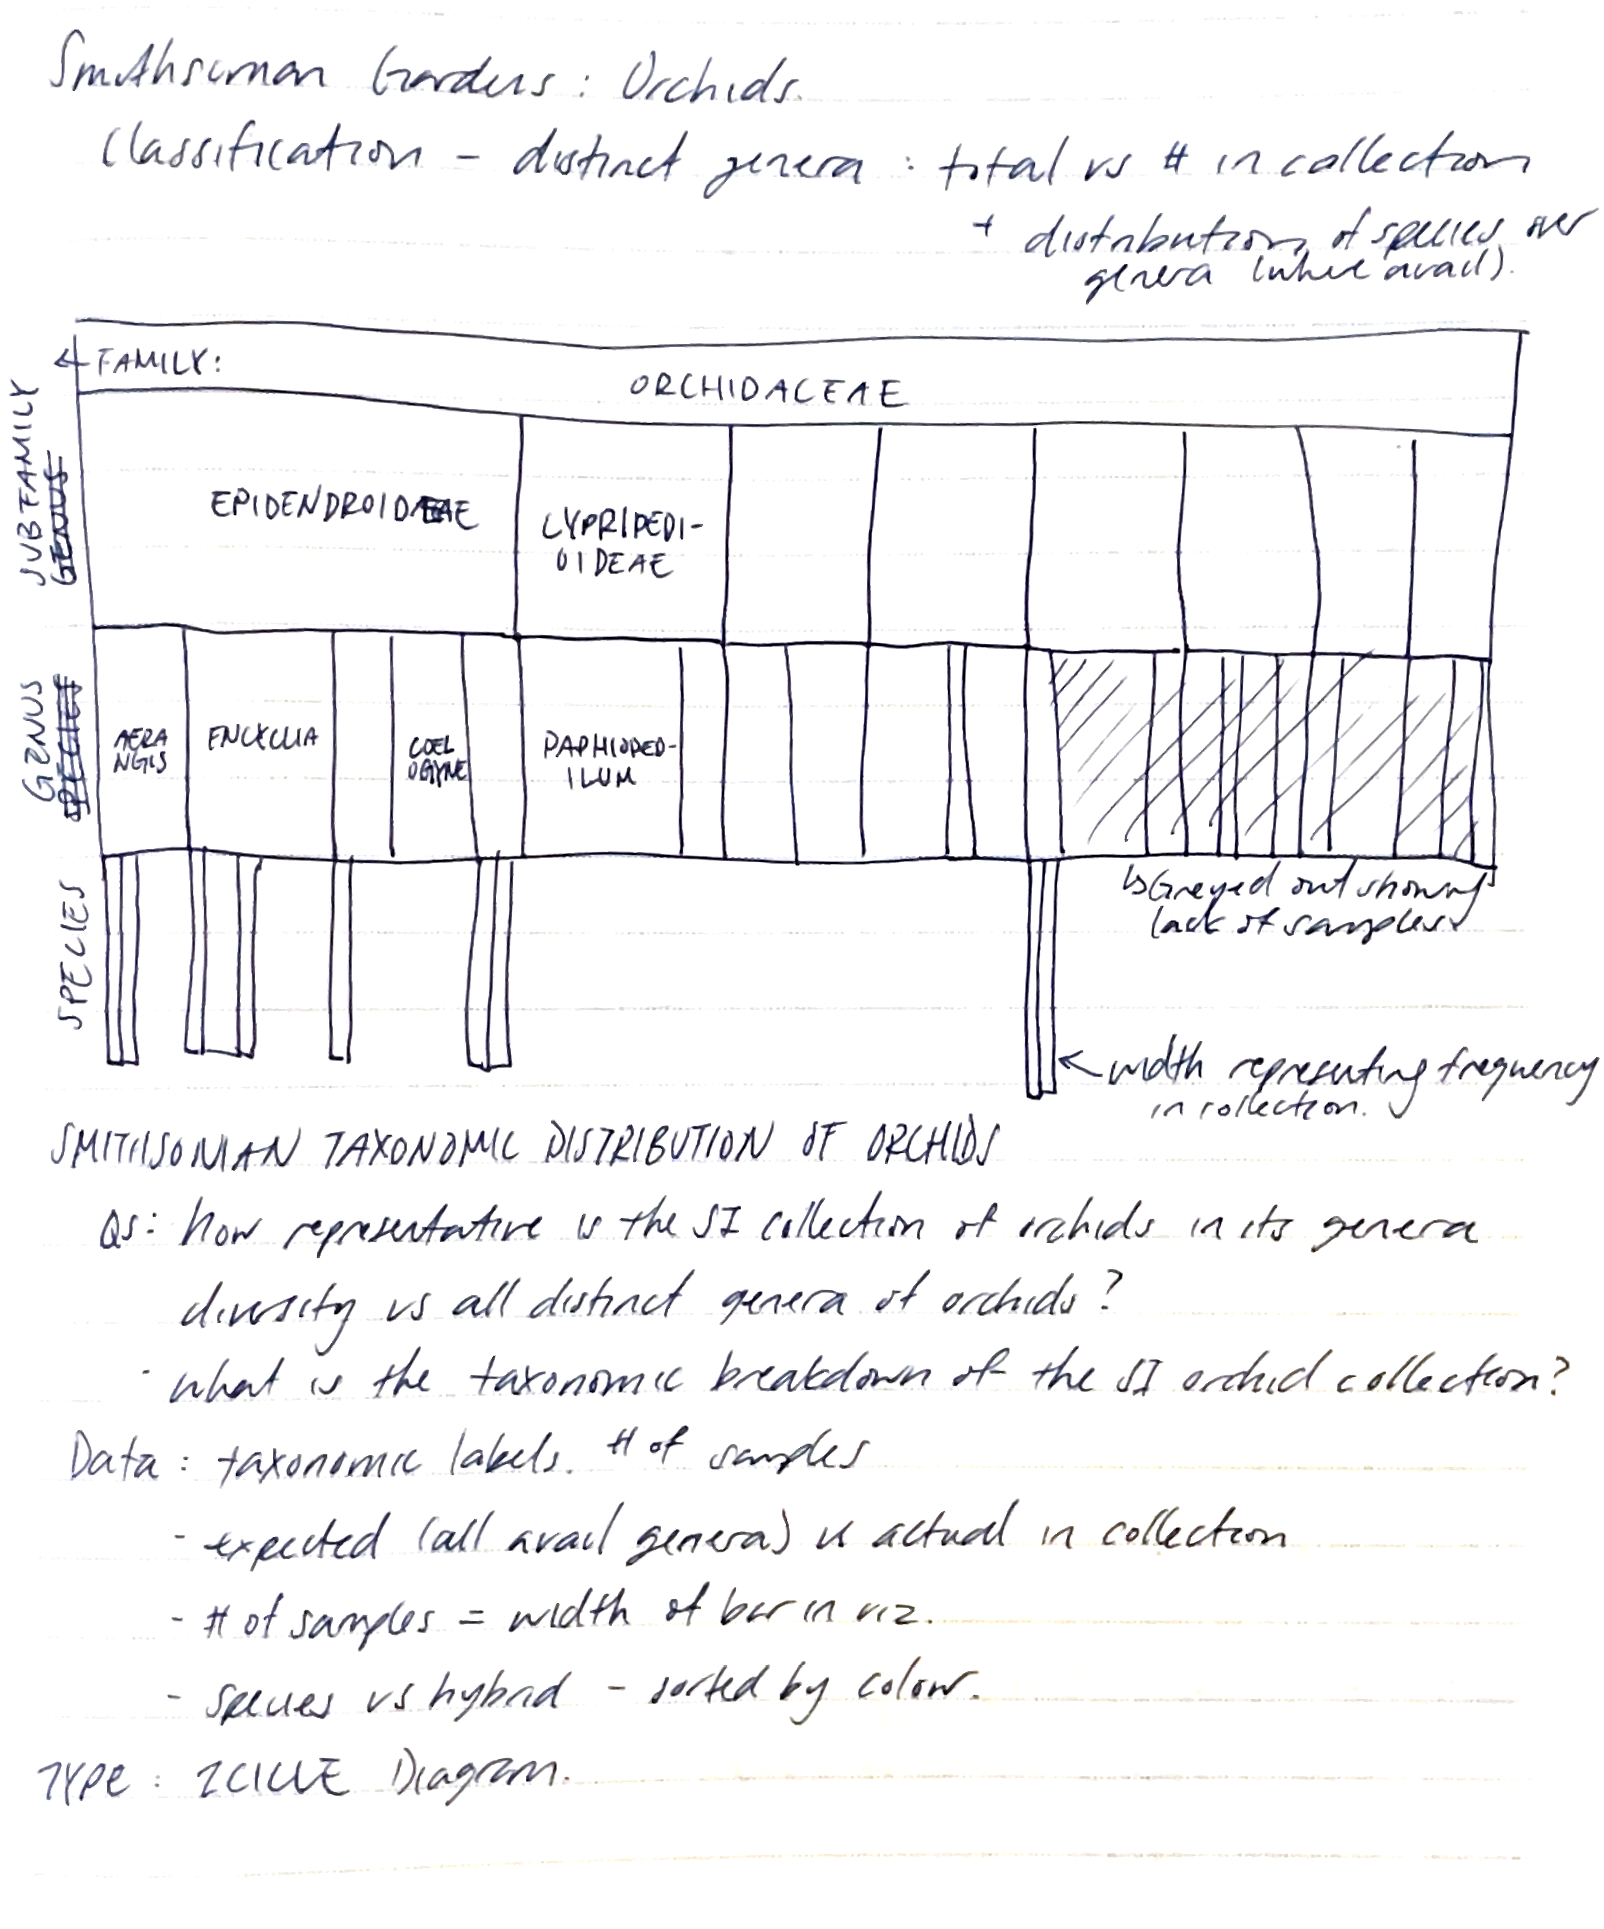 Smithsonian Gardens : Orchids.
Classification - distinct genera : total vs # in collection
+ distribution of species over
genera (where avail).
← FAMILY:
ORCHIDACEAE
SUBFAMILY
GENUS
EPIDENDROIDEAE
CYPRIPEDI-
OIDEAE
GENUS
SPECIES
AERA
NGIS
ENCYCLIA
COEL
OGYNE
PAPHIOPED-
ILUM
SPECIES
↳ Greyed out showing
lack of samples
← width representing frequency
in collection.
SMITHSONIAN TAXONOMIC DISTRIBUTION OF ORCHIDS
Qs: How representative is the SI collection of orchids in its genera
diversity vs all distinct genera of orchids?
· what is the taxonomic breakdown of the SI orchid collection?
Data : taxonomic labels. # of samples
- expected (all avail genera) vs actual in collection
- # of samples = width of bar in viz.
- species vs hybrid - sorted by colour.
TYPE : ICICLE Diagram.